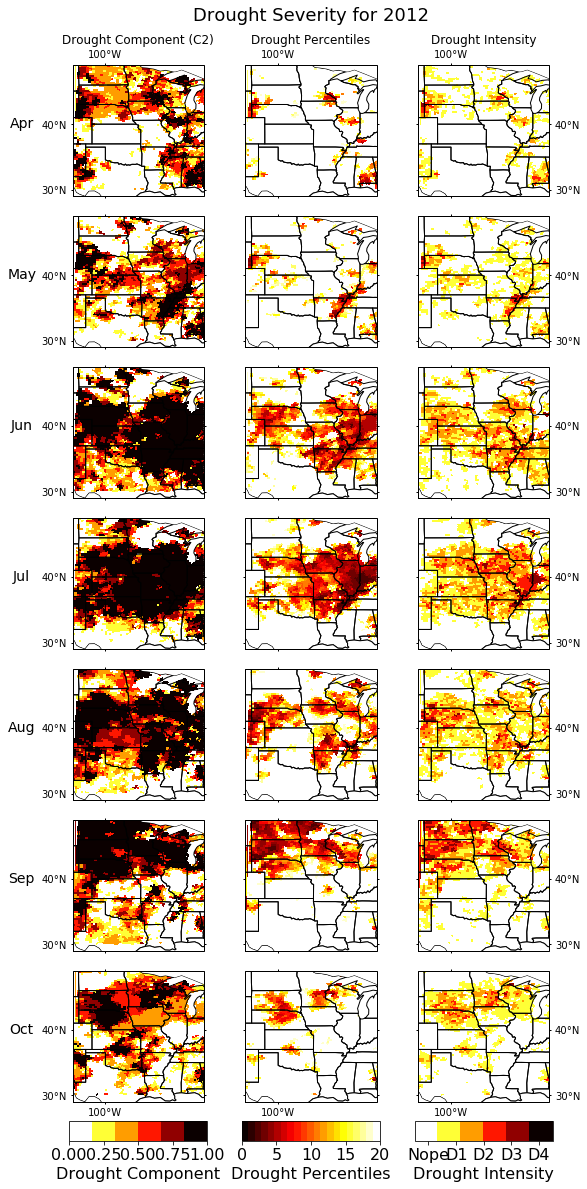 Drought Severity for 2012
Drought Component (C2) Drought Percentiles Drought Intensity
100°W 100°W 100°W
Apr 40°N 40°N
30°N 30°N
May 40°N 40°N
30°N 30°N
Jun 40°N 40°N
30°N 30°N
Jul 40°N 40°N
30°N 30°N
Aug 40°N 40°N
30°N 30°N
Sep 40°N 40°N
30°N 30°N
Oct 40°N 40°N
30°N 30°N
100°W 100°W 100°W
0.00 0.25 0.50 0.75 1.00 0 5 10 15 20 Nope D1 D2 D3 D4
Drought Component Drought Percentiles Drought Intensity